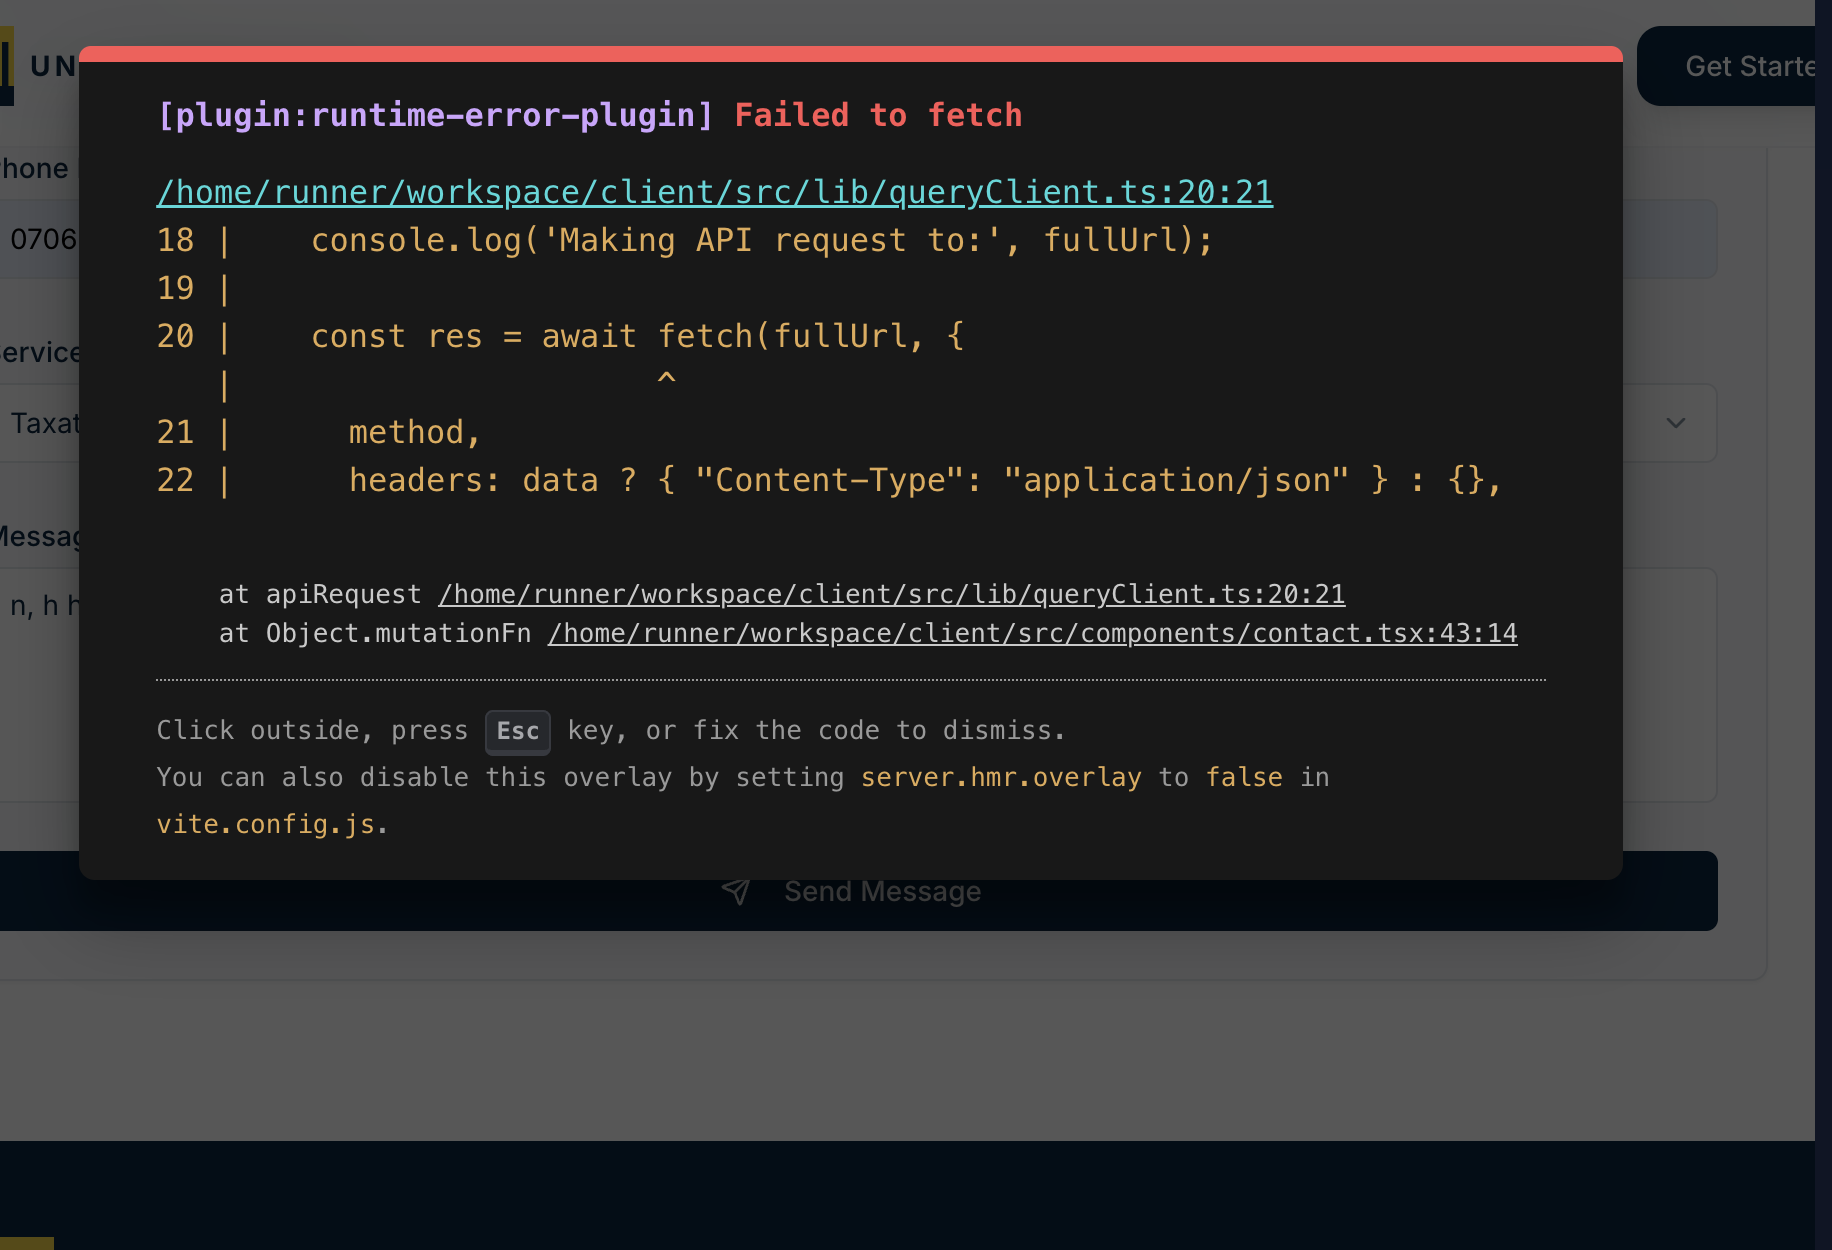 UN
Get Starte
[plugin:runtime-error-plugin] Failed to fetch
/home/runner/workspace/client/src/lib/queryClient.ts:20:21
18 |    console.log('Making API request to:', fullUrl);
19 |
20 |    const res = await fetch(fullUrl, {
   |                      ^
21 |      method,
22 |      headers: data ? { "Content-Type": "application/json" } : {},
at apiRequest /home/runner/workspace/client/src/lib/queryClient.ts:20:21
at Object.mutationFn /home/runner/workspace/client/src/components/contact.tsx:43:14
Click outside, press Esc key, or fix the code to dismiss.
You can also disable this overlay by setting server.hmr.overlay to false in
vite.config.js.
hone
0706
ervice
Taxat
Messag
n, h h
Send Message